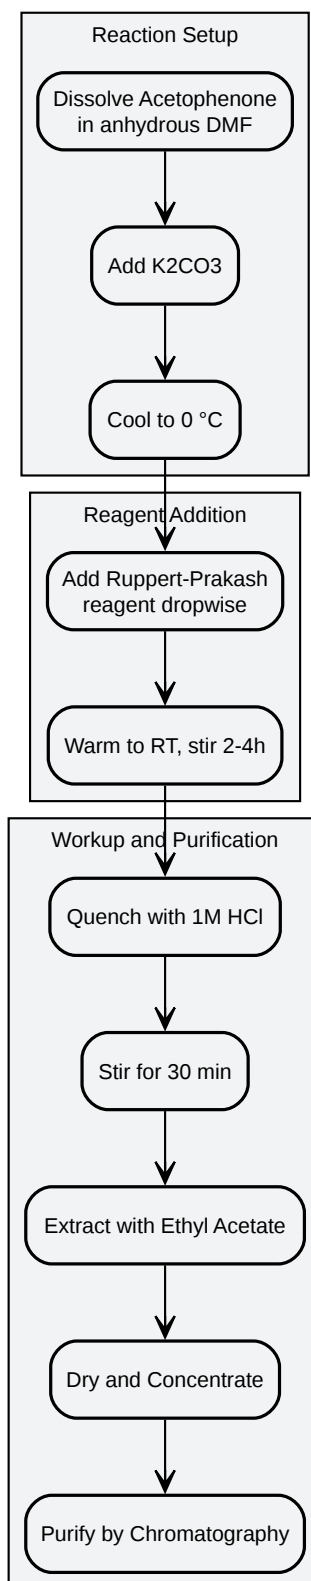 Reaction Setup
Dissolve Acetophenone
in anhydrous DMF
Add K2CO3
Cool to 0 °C
Reagent Addition
Add Ruppert-Prakash
reagent dropwise
Warm to RT, stir 2-4h
Workup and Purification
Quench with 1M HCl
Stir for 30 min
Extract with Ethyl Acetate
Dry and Concentrate
Purify by Chromatography